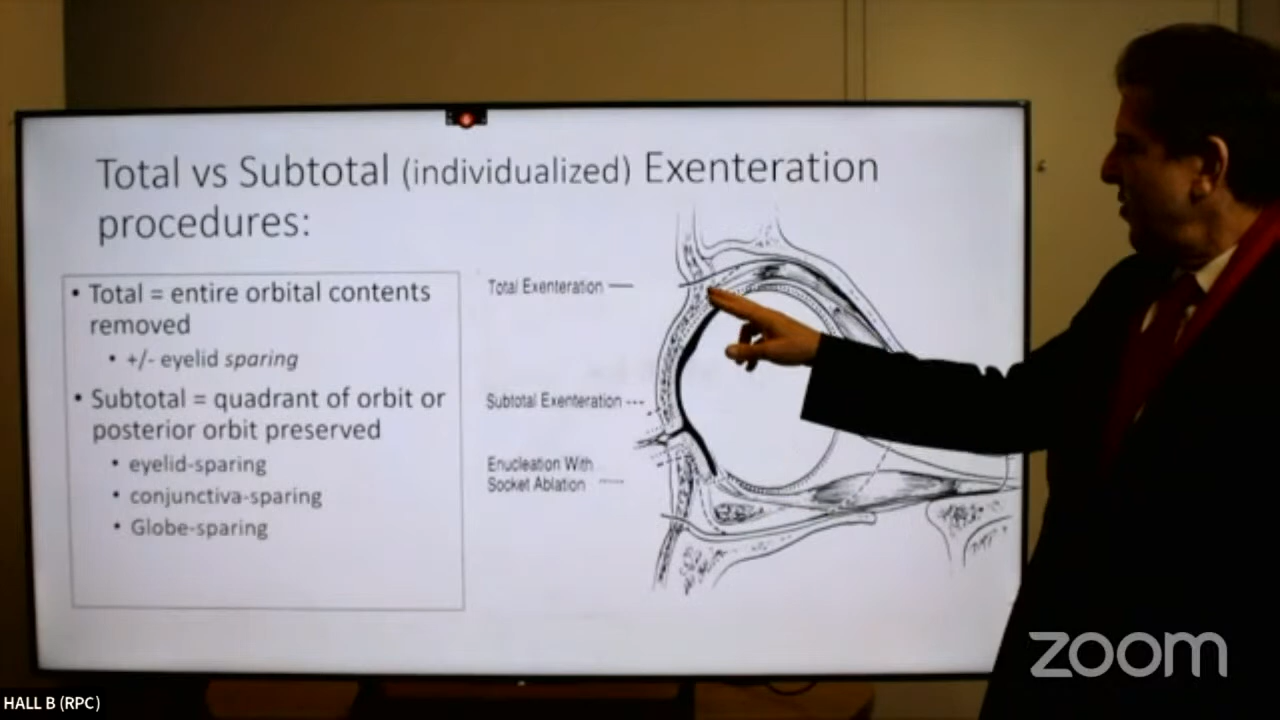 Total vs Subtotal (individualized) Exenteration
procedures:
• Total = entire orbital contents
removed
• +/- eyelid sparing
• Subtotal = quadrant of orbit or
posterior orbit preserved
• eyelid-sparing
• conjunctiva-sparing
• Globe-sparing
Total Exenteration
Subtotal Exenteration
Enucleation With
Socket Ablation
zoom
HALL B (RPC)